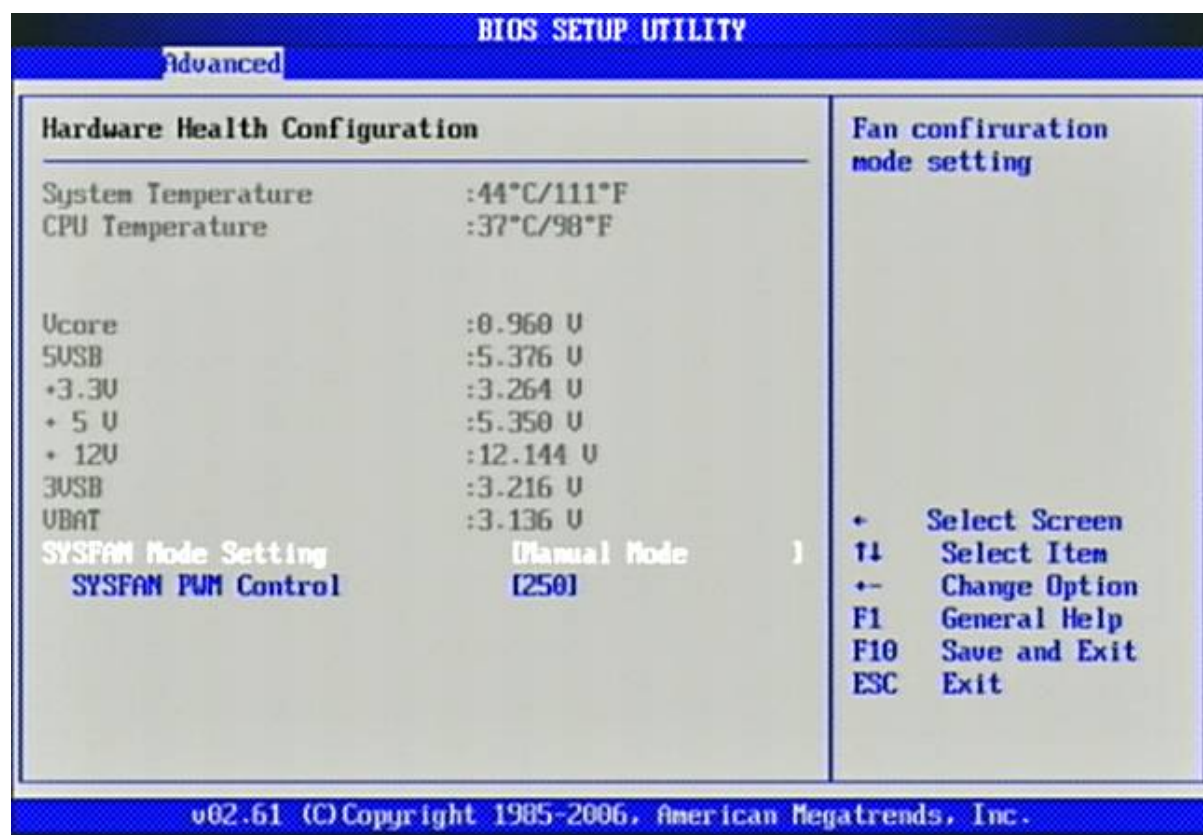 BIOS SETUP UTILITY
Advanced
Hardware Health Configuration
System Temperature :44°C/111°F
CPU Temperature :37°C/98°F
Vcore :0.960 V
5VSB :5.376 V
+3.3V :3.264 V
+ 5 V :5.350 V
+ 12V :12.144 V
3VSB :3.216 V
VBAT :3.136 V
SYSFAN Mode Setting [Manual Mode ]
SYSFAN PWM Control [250]
Fan confiruration
mode setting
← Select Screen
↑↓ Select Item
+- Change Option
F1 General Help
F10 Save and Exit
ESC Exit
v02.61 (C)Copyright 1985-2006, American Megatrends, Inc.